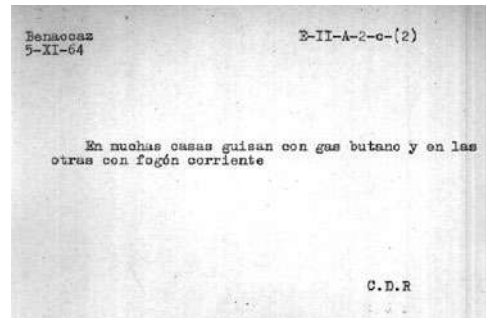 Benaocaz
5-XI-64
E-II-A-2-c-(2)
En muchas casas guisan con gas butano y en las
otras con fogón corriente
C.D.R